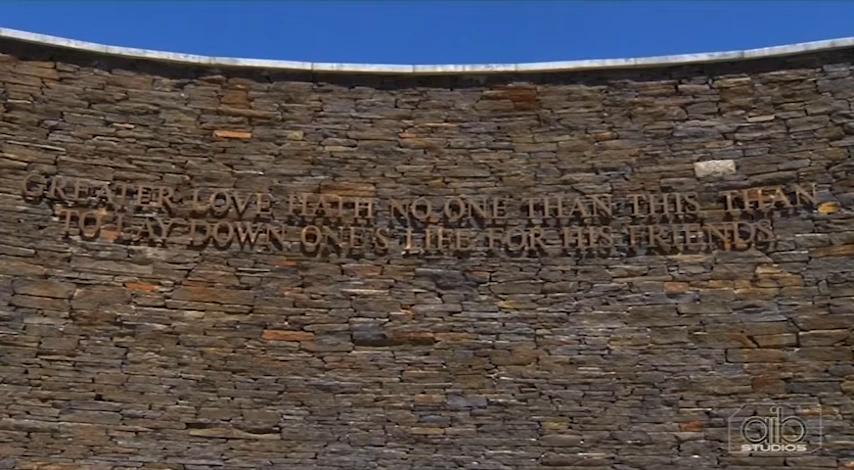 GREATER LOVE HATH NO ONE THAN THIS THAN
TO LAY DOWN ONE'S LIFE FOR HIS FRIENDS
aib
STUDIOS